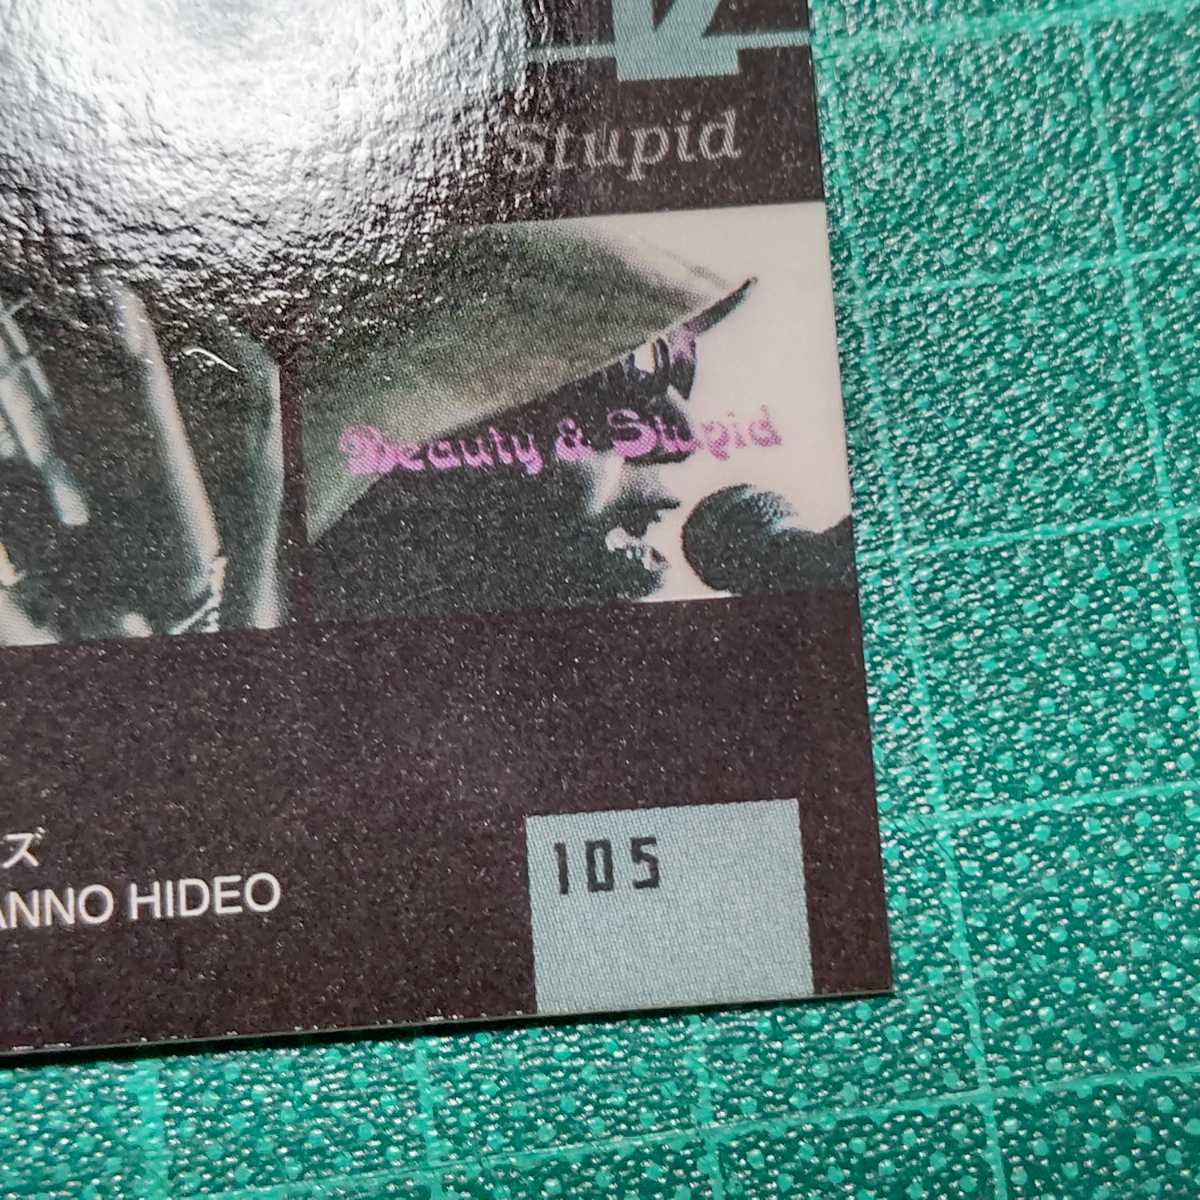 Stupid
Beauty & Stupid
ズ
ANNO HIDEO
105